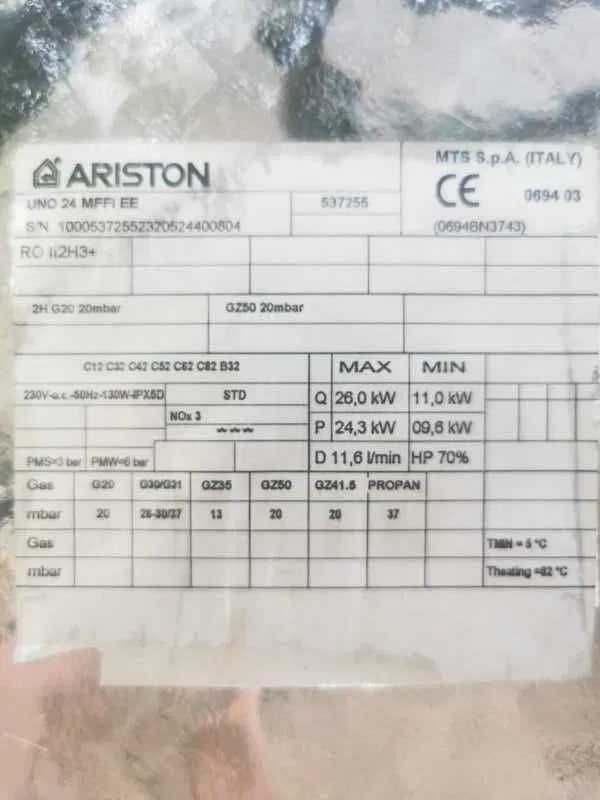 ARISTON
MTS S.p.A. (ITALY)
CE 0694 03
UNO 24 MFFI EE 537255
S/N 10005372552320524400804 (0694BN3743)
RO II2H3+
2H G20 20mbar GZ50 20mbar
C12 C32 C42 C52 C62 C82 B32 MAX MIN
230V-a.c.-50Hz-130W-IPX5D STD Q 26,0 kW 11,0 kW
NOx 3
P 24,3 kW 09,6 kW
PMS=3 bar PMW=6 bar D 11,6 l/min HP 70%
Gas G20 G30/G31 GZ35 GZ50 GZ41.5 PROPAN
mbar 20 28-30/37 13 20 20 37
Gas TMIN = 5 °C
mbar Theating =82 °C